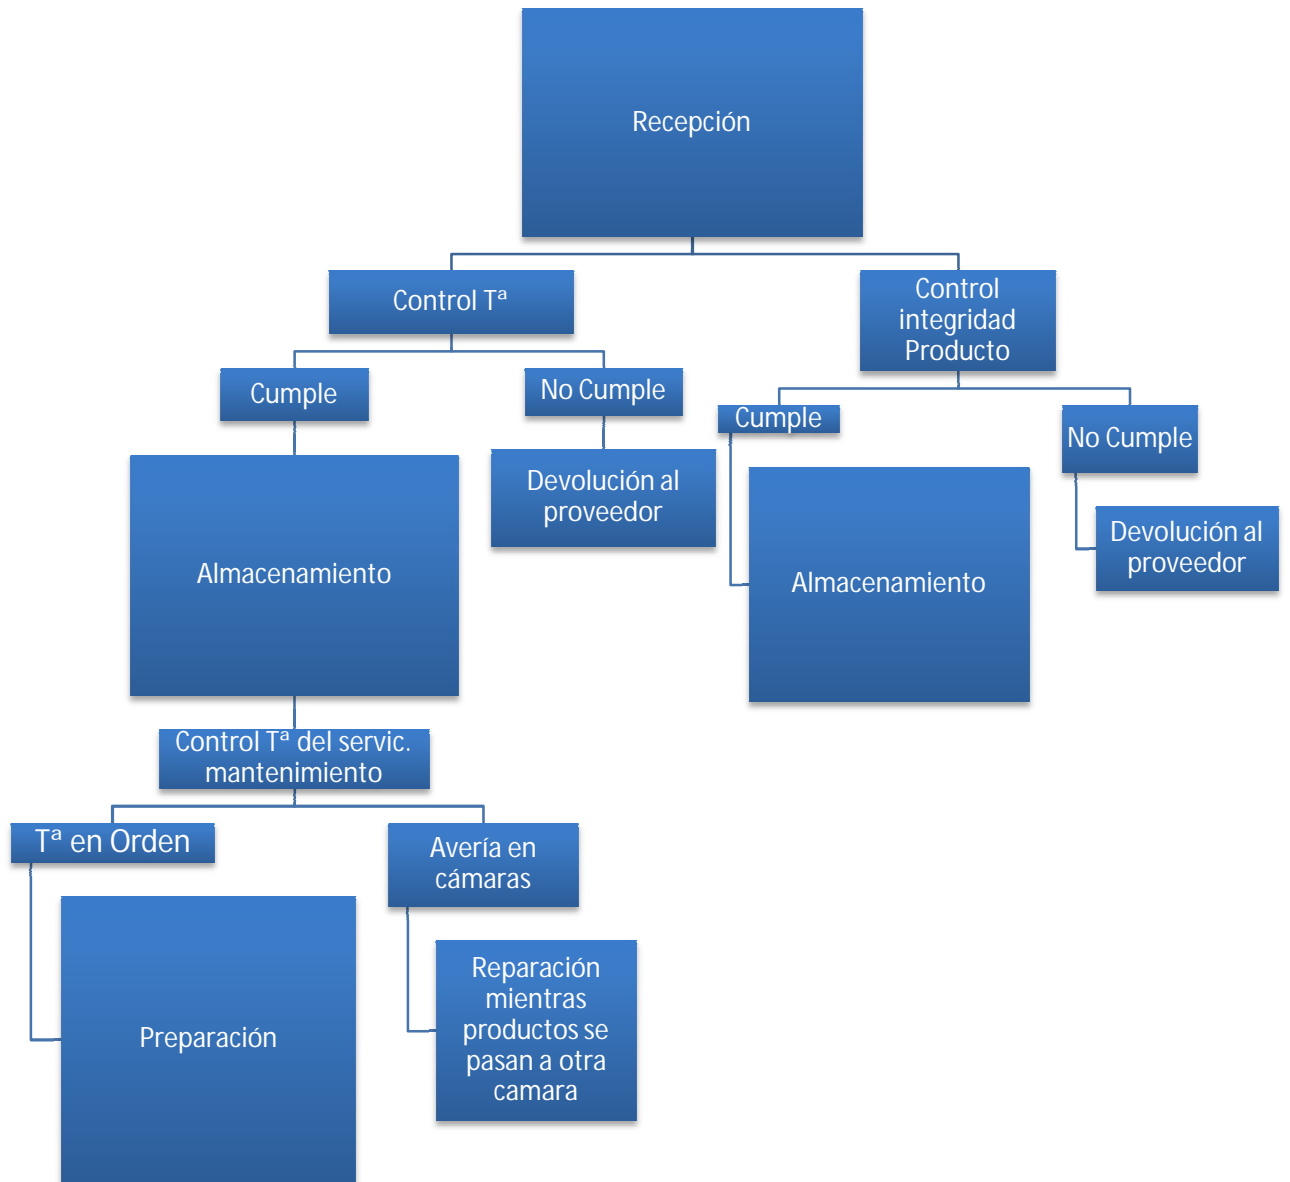 Recepción
Control Tª
Control
integridad
Producto
Cumple
No Cumple
Cumple
No Cumple
Devolución al
proveedor
Devolución al
proveedor
Almacenamiento
Almacenamiento
Control Tª del servic.
mantenimiento
Tª en Orden
Avería en
cámaras
Reparación
mientras
productos se
pasan a otra
camara
Preparación